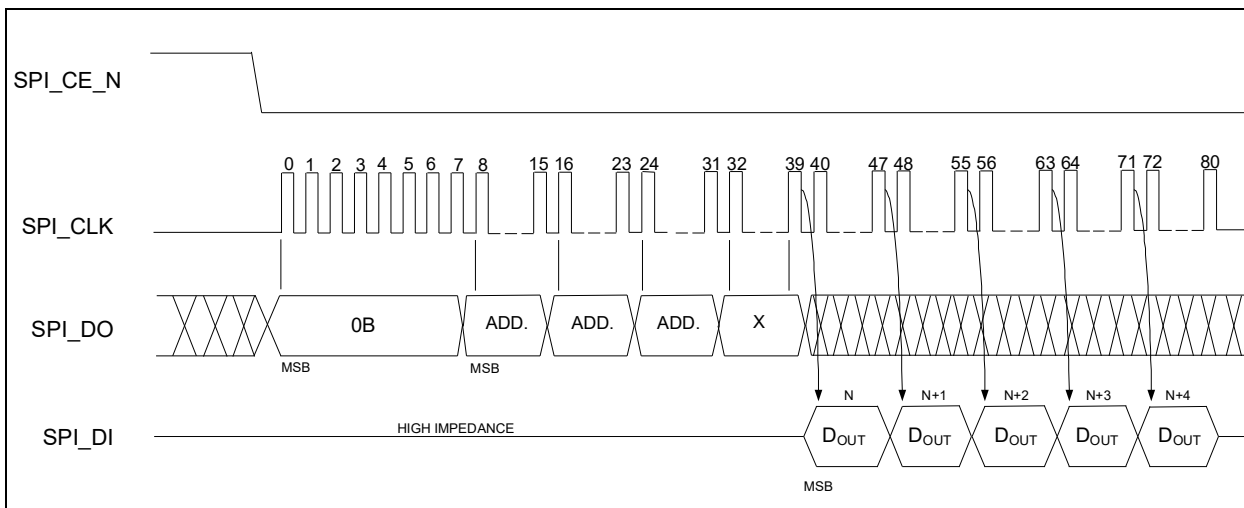 SPI_CE_N
0 1 2 3 4 5 6 7 8 15 16 23 24 31 32 39 40 47 48 55 56 63 64 71 72 80
SPI_CLK
SPI_DO
0B ADD. ADD. ADD. X
MSB MSB
N N+1 N+2 N+3 N+4
SPI_DI
HIGH IMPEDANCE
DOUT DOUT DOUT DOUT DOUT
MSB